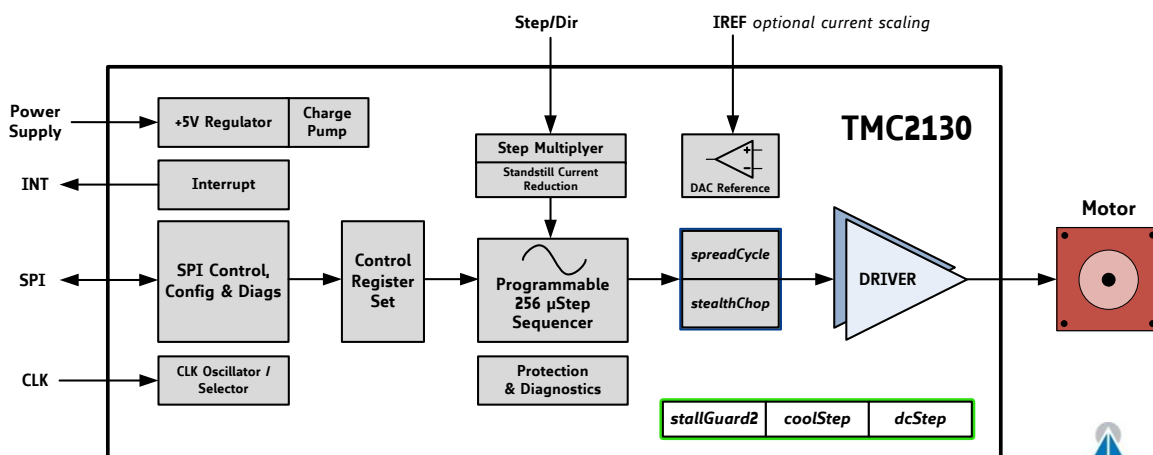 Step/Dir
IREF optional current scaling
TMC2130
Power
Supply
+5V Regulator
Charge
Pump
INT
Interrupt
Step Multiplyer
Standstill Current
Reduction
DAC Reference
Motor
SPI
SPI Control,
Config & Diags
Control
Register
Set
Programmable
256 µStep
Sequencer
spreadCycle
stealthChop
DRIVER
CLK
CLK Oscillator /
Selector
Protection
& Diagnostics
stallGuard2
coolStep
dcStep